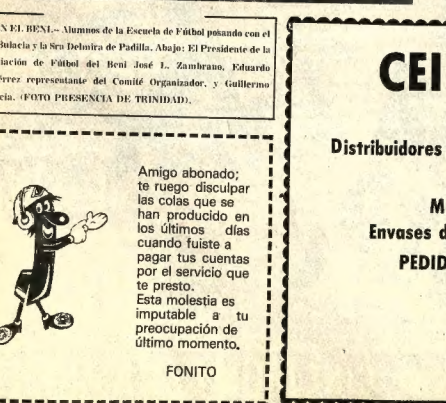 EN EL BENI.- Alumnos de la Escuela de Fútbol posando con el
Bulacia y la Sra Delmira de Padilla. Abajo: El Presidente de la
iación de Fútbol del Beni José L. Zambrano, Eduardo
érrez representante del Comité Organizador, y Guillermo
cia. (FOTO PRESENCIA DE TRINIDAD).
Amigo abonado;
te ruego disculpar
las colas que se
han producido en
los últimos días
cuando fuiste a
pagar tus cuentas
por el servicio que
te presto.
Esta molestia es
imputable a tu
preocupación de
último momento.
FONITO
CEI
Distribuidores
M
Envases d
PEDID